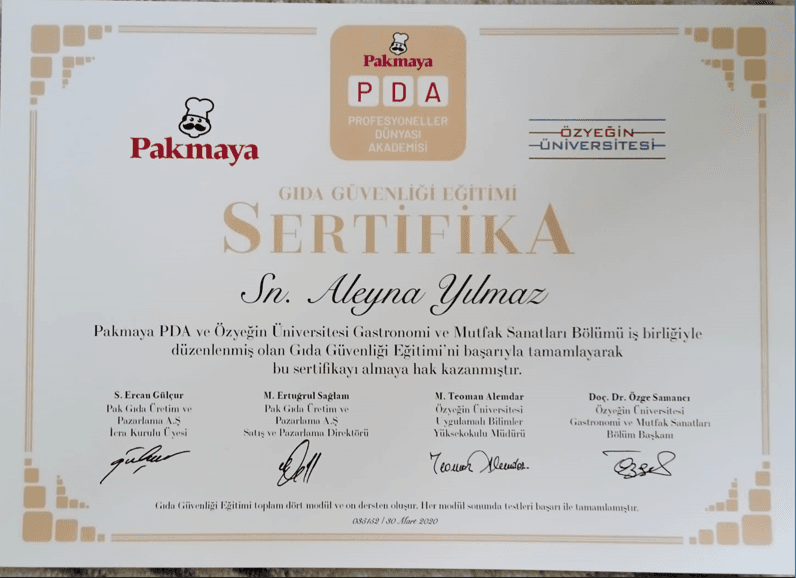 Pakmaya
PDA
PROFESYONELLER
DÜNYASI
AKADEMİSİ
Pakmaya
ÖZYEĞİN
ÜNİVERSİTESİ
GIDA GÜVENLİĞİ EĞİTİMİ
SERTİFİKA
Sn. Aleyna Yılmaz
Pakmaya PDA ve Özyeğin Üniversitesi Gastronomi ve Mutfak Sanatları Bölümü iş birliğiyle
düzenlenmiş olan Gıda Güvenliği Eğitimi'ni başarıyla tamamlayarak
bu sertifikayı almaya hak kazanmıştır.
S. Ercan Gülçur
Pak Gıda Üretim ve
Pazarlama A.Ş
İcra Kurulu Üyesi
M. Ertuğrul Sağlam
Pak Gıda Üretim ve
Pazarlama A.Ş
Satış ve Pazarlama Direktörü
M. Teoman Alemdar
Özyeğin Üniversitesi
Uygulamalı Bilimler
Yüksekokulu Müdürü
Doç. Dr. Özge Samancı
Özyeğin Üniversitesi
Gastronomi ve Mutfak Sanatları
Bölüm Başkanı
Teoman Alemdar
Gıda Güvenliği Eğitimi toplam dört modül ve on dersten oluşur. Her modül sonunda testleri başarı ile tamamlamıştır.
035152 / 30 Mart 2020